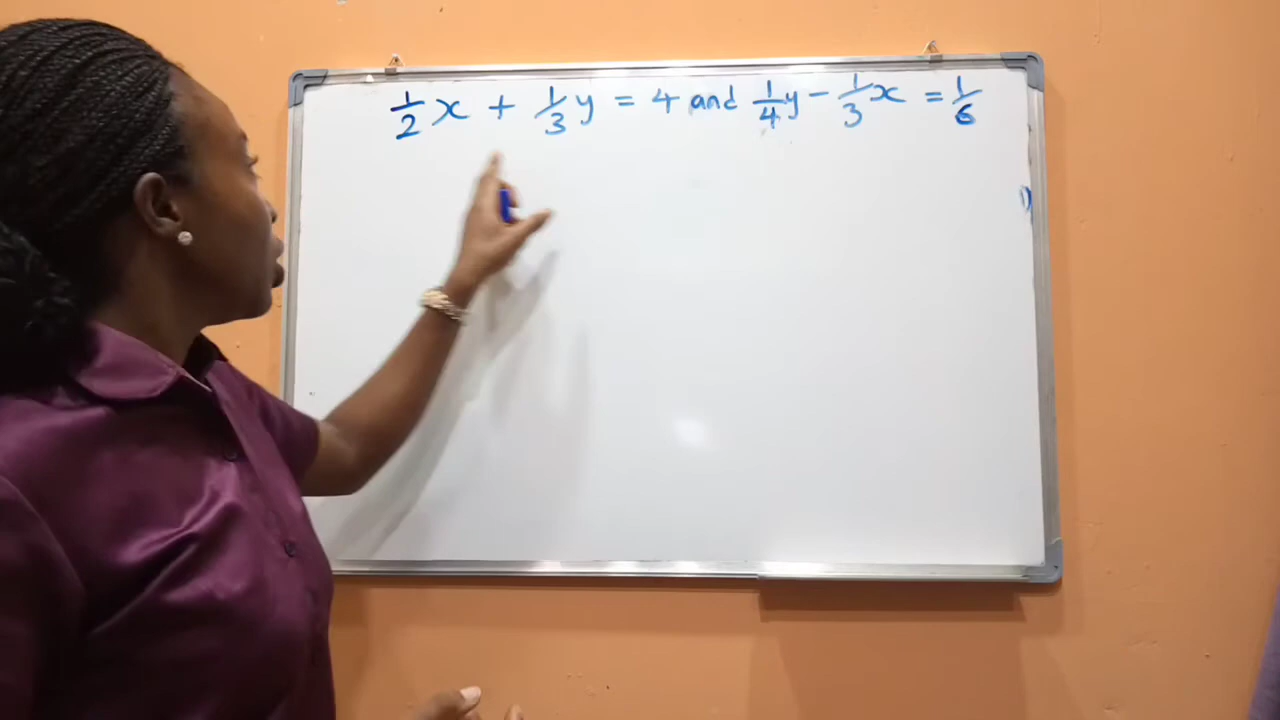 1/2 x + 1/3 y = 4 and 1/4 y - 1/3 x = 1/6